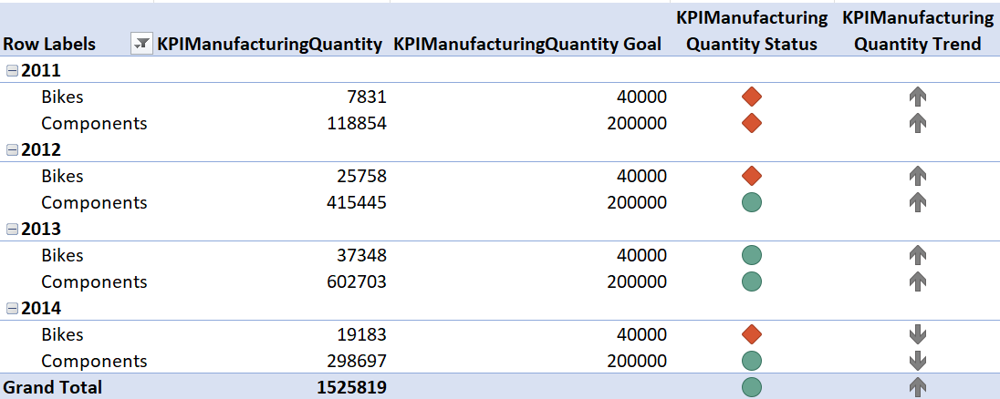 KPIManufacturing KPIManufacturing
Row Labels KPIManufacturingQuantity KPIManufacturingQuantity Goal Quantity Status Quantity Trend
2011
Bikes 7831 40000
Components 118854 200000
2012
Bikes 25758 40000
Components 415445 200000
2013
Bikes 37348 40000
Components 602703 200000
2014
Bikes 19183 40000
Components 298697 200000
Grand Total 1525819